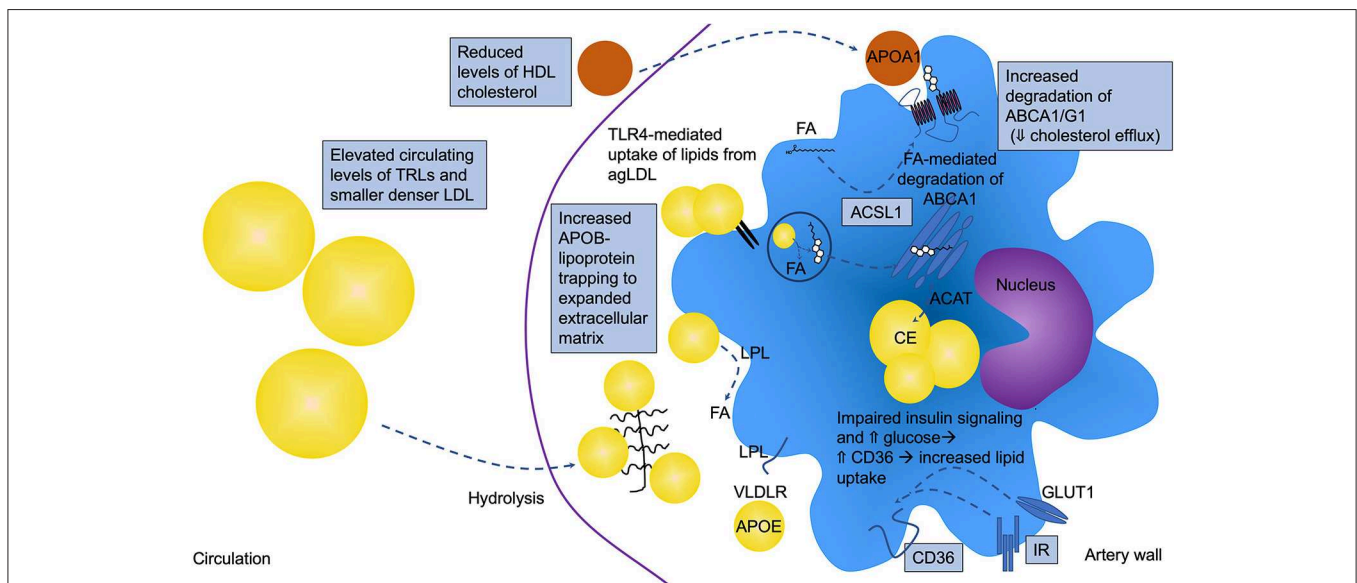 Reduced
levels of HDL
cholesterol
APOA1
Increased
degradation of
ABCA1/G1
(⇓ cholesterol efflux)
Elevated circulating
levels of TRLs and
smaller denser LDL
TLR4-mediated
uptake of lipids from
agLDL
FA
HO
FA-mediated
degradation of
ABCA1
ACSL1
Increased
APOB-
lipoprotein
trapping to
expanded
extracellular
matrix
FA
Nucleus
ACAT
CE
LPL
FA
Impaired insulin signaling
and ⇑ glucose→
⇑ CD36 → increased lipid
uptake
LPL
VLDLR
APOE
GLUT1
Hydrolysis
CD36
IR
Circulation
Artery wall